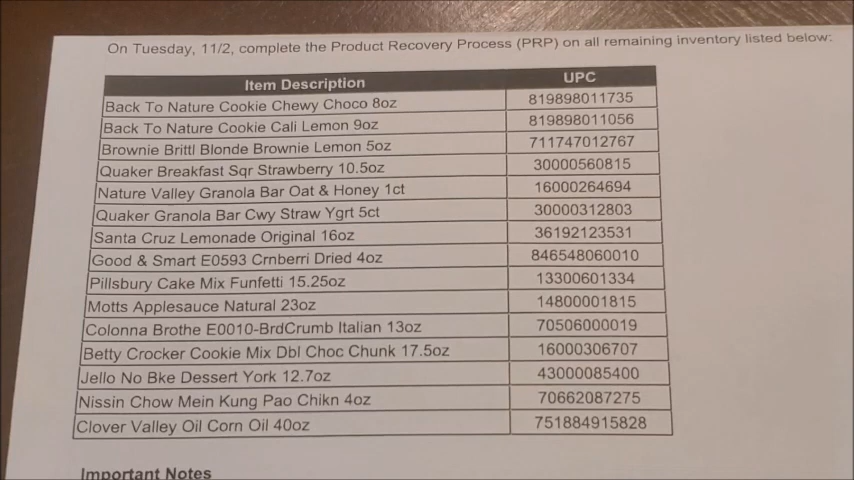 On Tuesday, 11/2, complete the Product Recovery Process (PRP) on all remaining inventory listed below:
Item Description UPC
Back To Nature Cookie Chewy Choco 8oz 819898011735
Back To Nature Cookie Cali Lemon 9oz 819898011056
Brownie Brittl Blonde Brownie Lemon 5oz 711747012767
Quaker Breakfast Sqr Strawberry 10.5oz 30000560815
Nature Valley Granola Bar Oat & Honey 1ct 16000264694
Quaker Granola Bar Cwy Straw Ygrt 5ct 30000312803
Santa Cruz Lemonade Original 16oz 36192123531
Good & Smart E0593 Crnberri Dried 4oz 846548060010
Pillsbury Cake Mix Funfetti 15.25oz 13300601334
Motts Applesauce Natural 23oz 14800001815
Colonna Brothe E0010-BrdCrumb Italian 13oz 70506000019
Betty Crocker Cookie Mix Dbl Choc Chunk 17.5oz 16000306707
Jello No Bke Dessert York 12.7oz 43000085400
Nissin Chow Mein Kung Pao Chikn 4oz 70662087275
Clover Valley Oil Corn Oil 40oz 751884915828
Important Notes